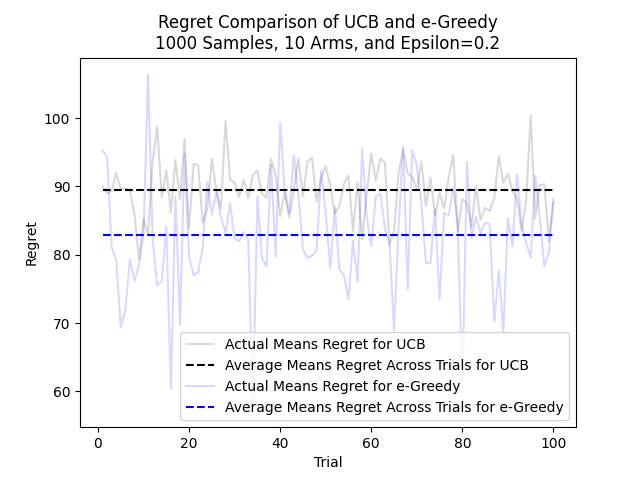 Regret Comparison of UCB and e-Greedy
1000 Samples, 10 Arms, and Epsilon=0.2
Regret
100
90
80
70
60
Actual Means Regret for UCB
Average Means Regret Across Trials for UCB
Actual Means Regret for e-Greedy
Average Means Regret Across Trials for e-Greedy
0 20 40 60 80 100
Trial